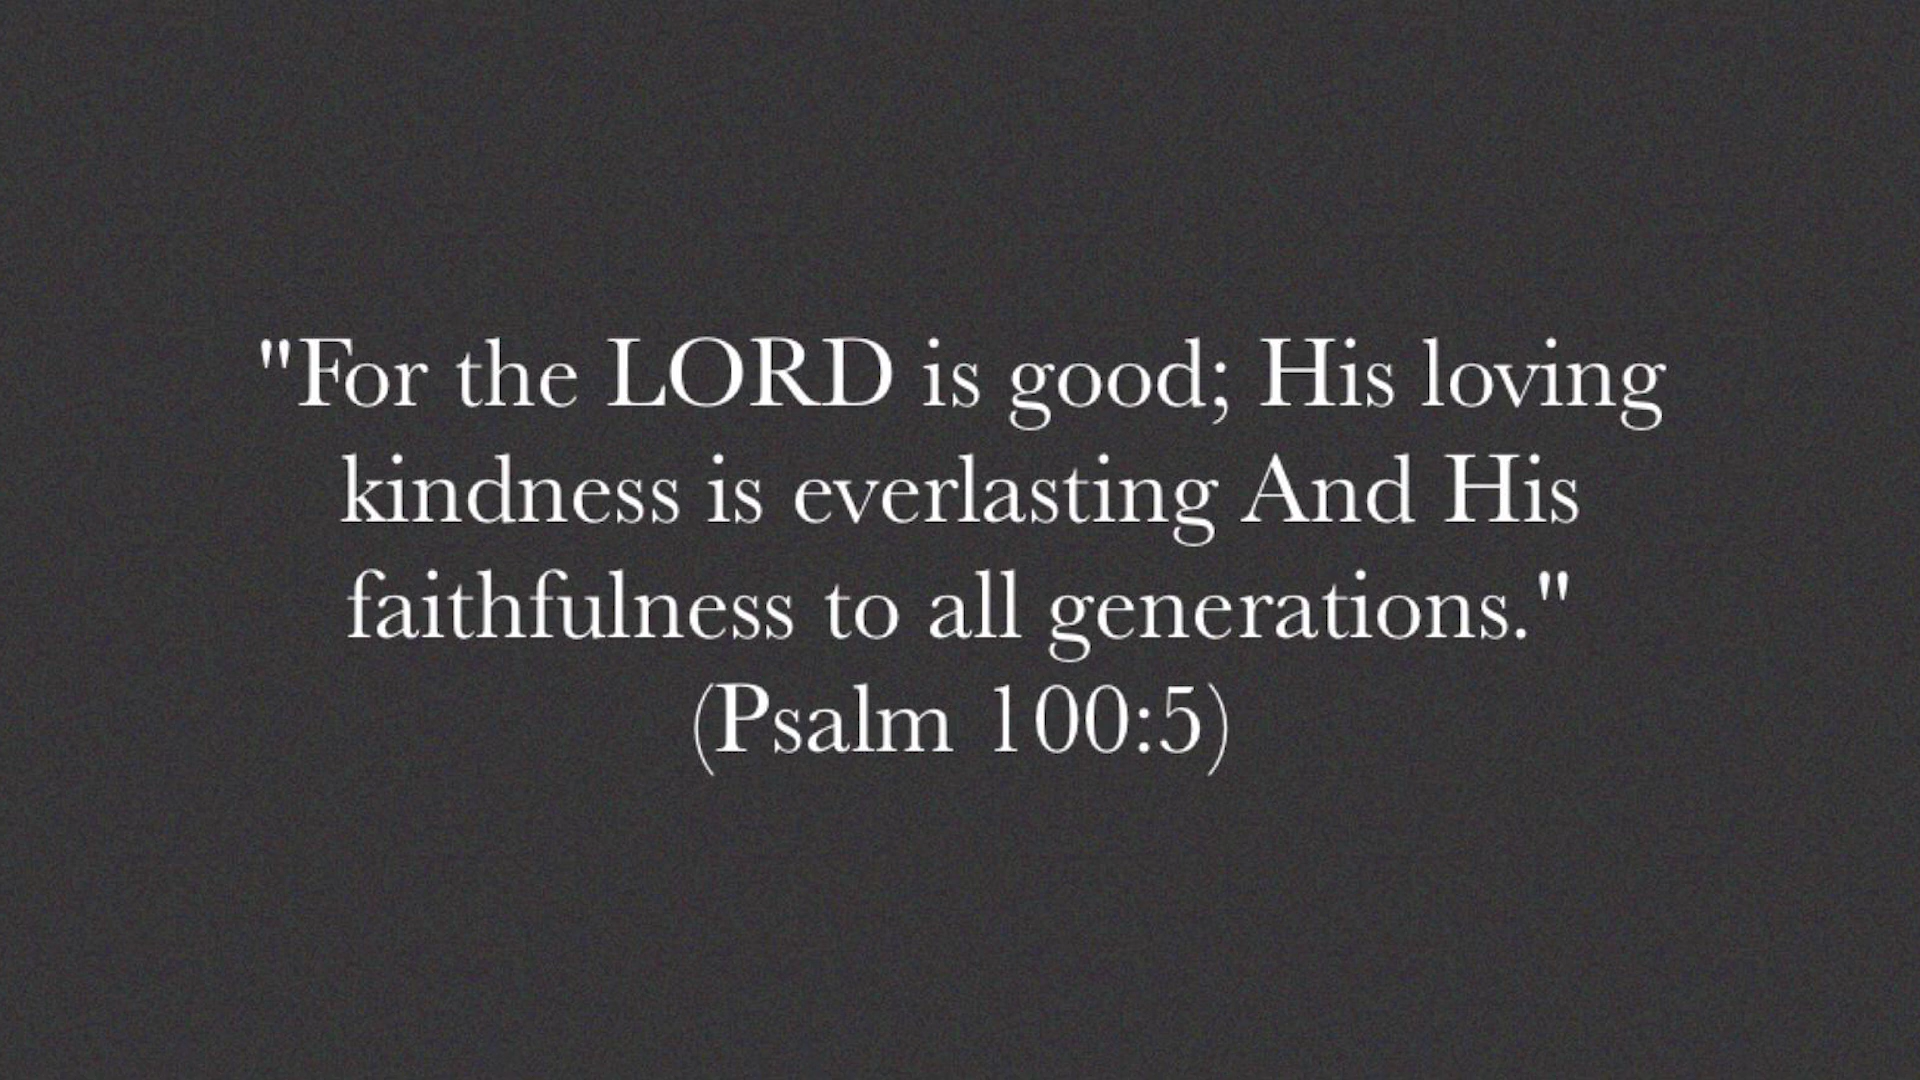 "For the LORD is good; His loving
kindness is everlasting And His
faithfulness to all generations."
(Psalm 100:5)